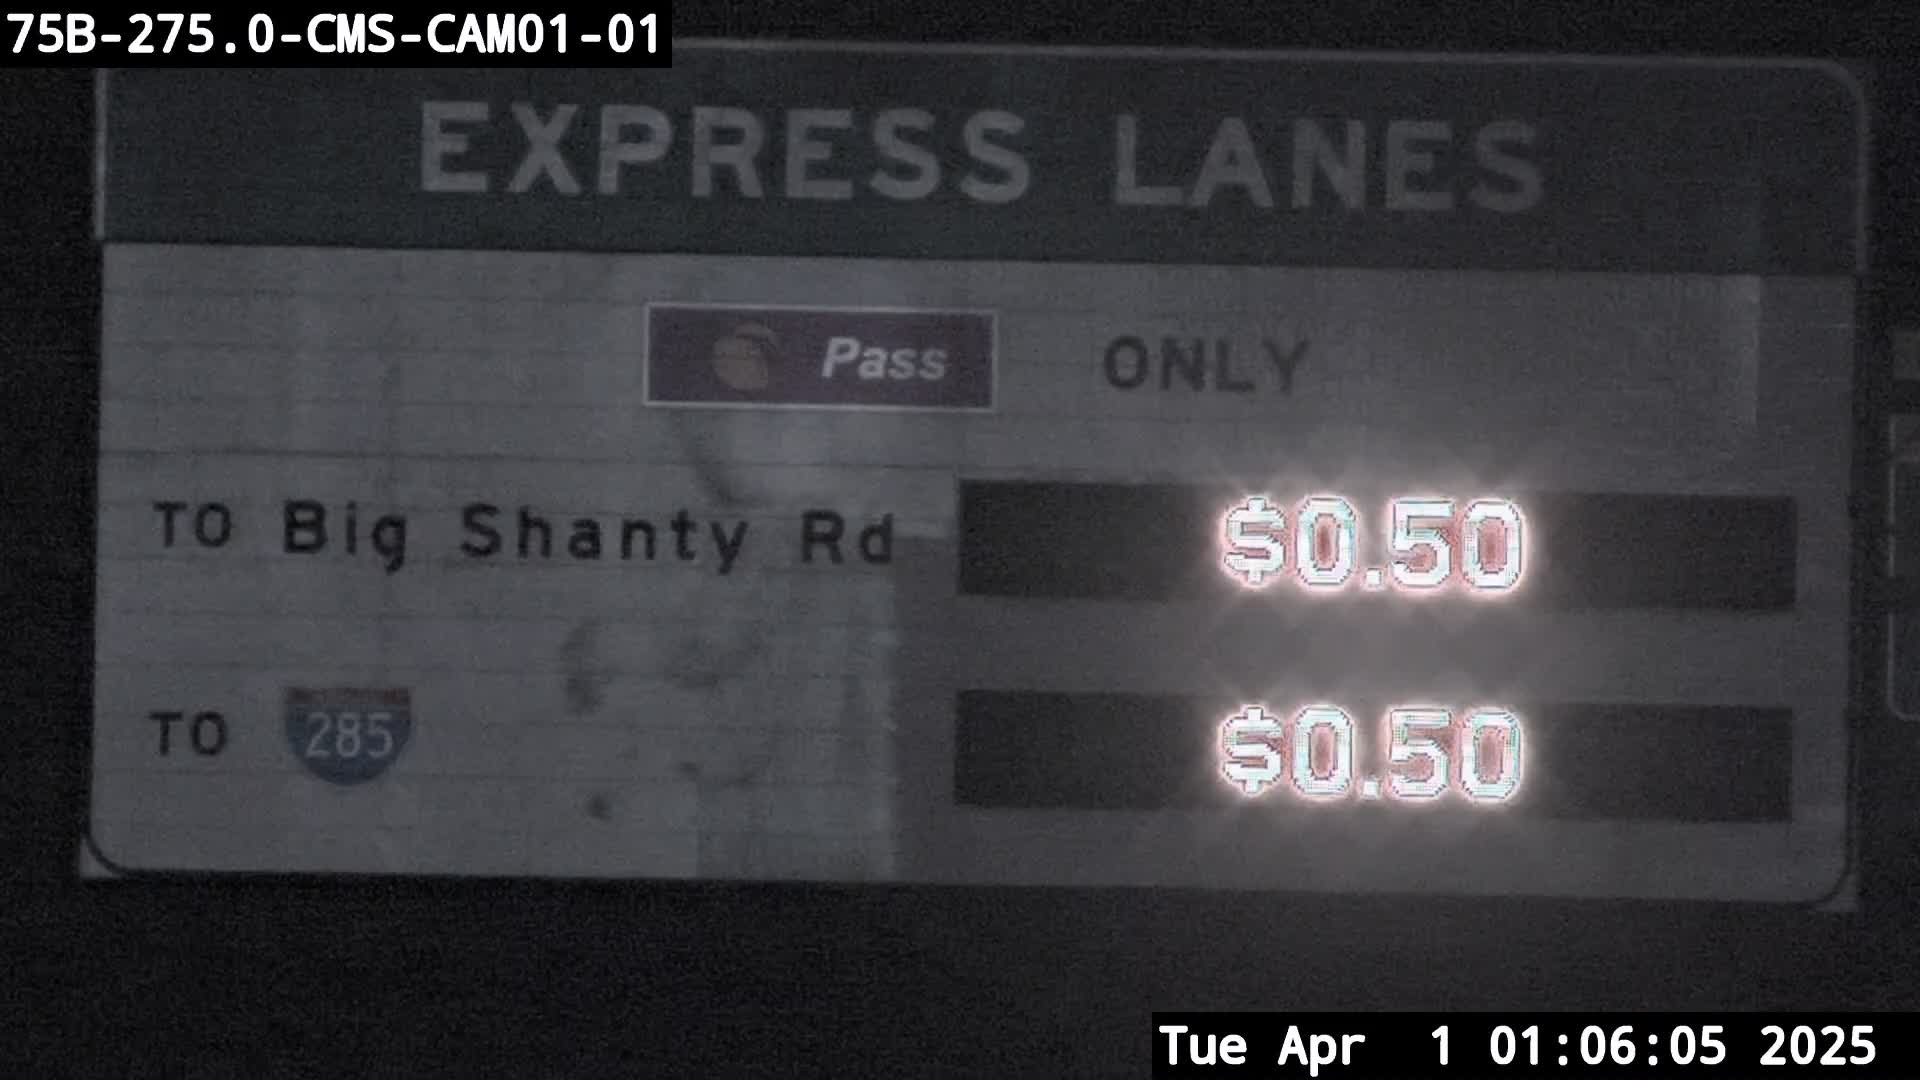 75B-275.0-CMS-CAM01-01
EXPRESS LANES
Pass ONLY
TO Big Shanty Rd $0.50
TO 285 $0.50
Tue Apr 1 01:06:05 2025